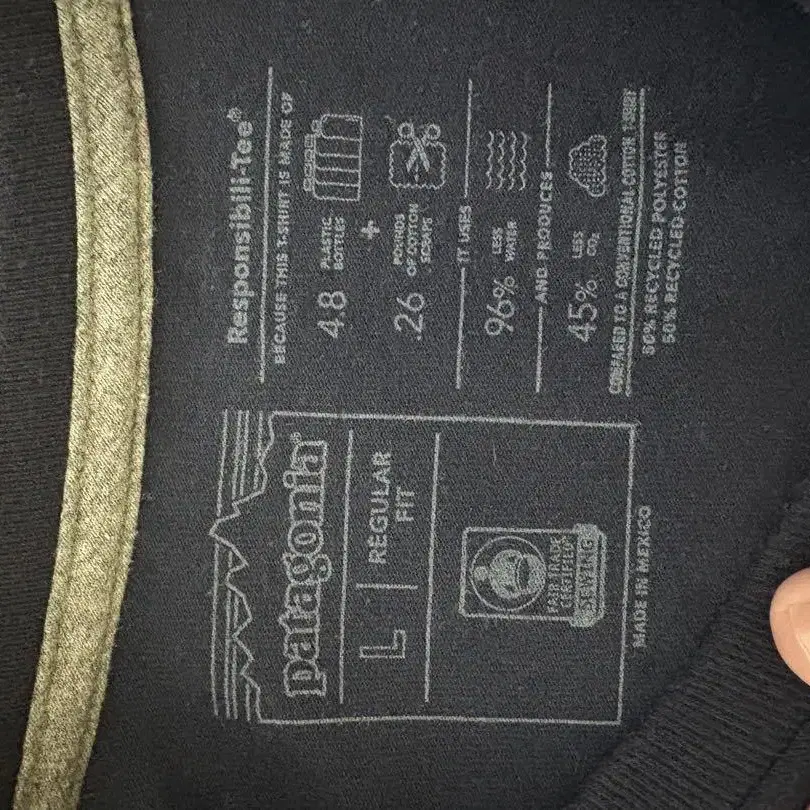 patagonia®
L
REGULAR
FIT
FAIR TRADE
CERTIFIED™
SEWING
MADE IN MEXICO
Responsibili-Tee®
BECAUSE THIS T-SHIRT IS MADE OF
4.8 PLASTIC
BOTTLES
+
.26 POUNDS
OF COTTON
SCRAPS
IT USES
96% LESS
WATER
AND PRODUCES
45% LESS
CO₂
COMPARED TO A CONVENTIONAL COTTON T-SHIRT
50% RECYCLED POLYESTER
50% RECYCLED COTTON